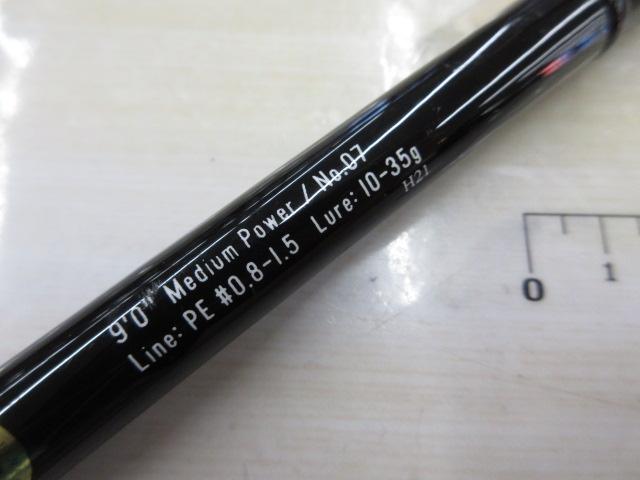 9'0" Medium Power / No.07
Line: PE #0.8-1.5 Lure: 10-35g
H21
0 1